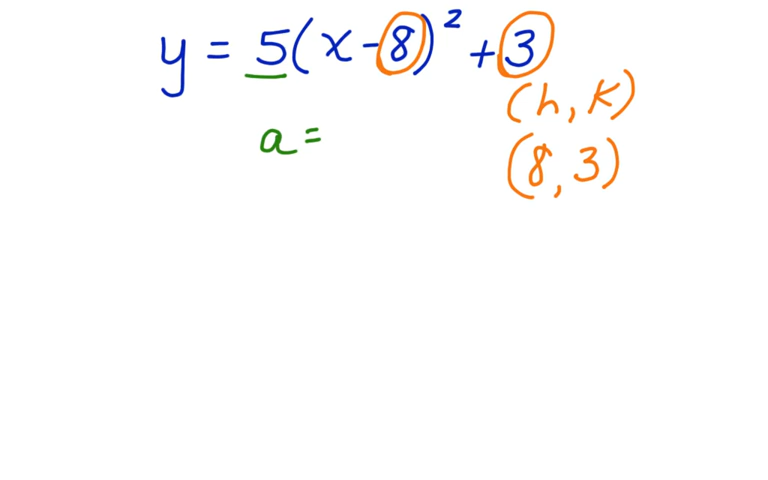 y = 5(x-8)² + 3
(h, k)
a =
(8, 3)